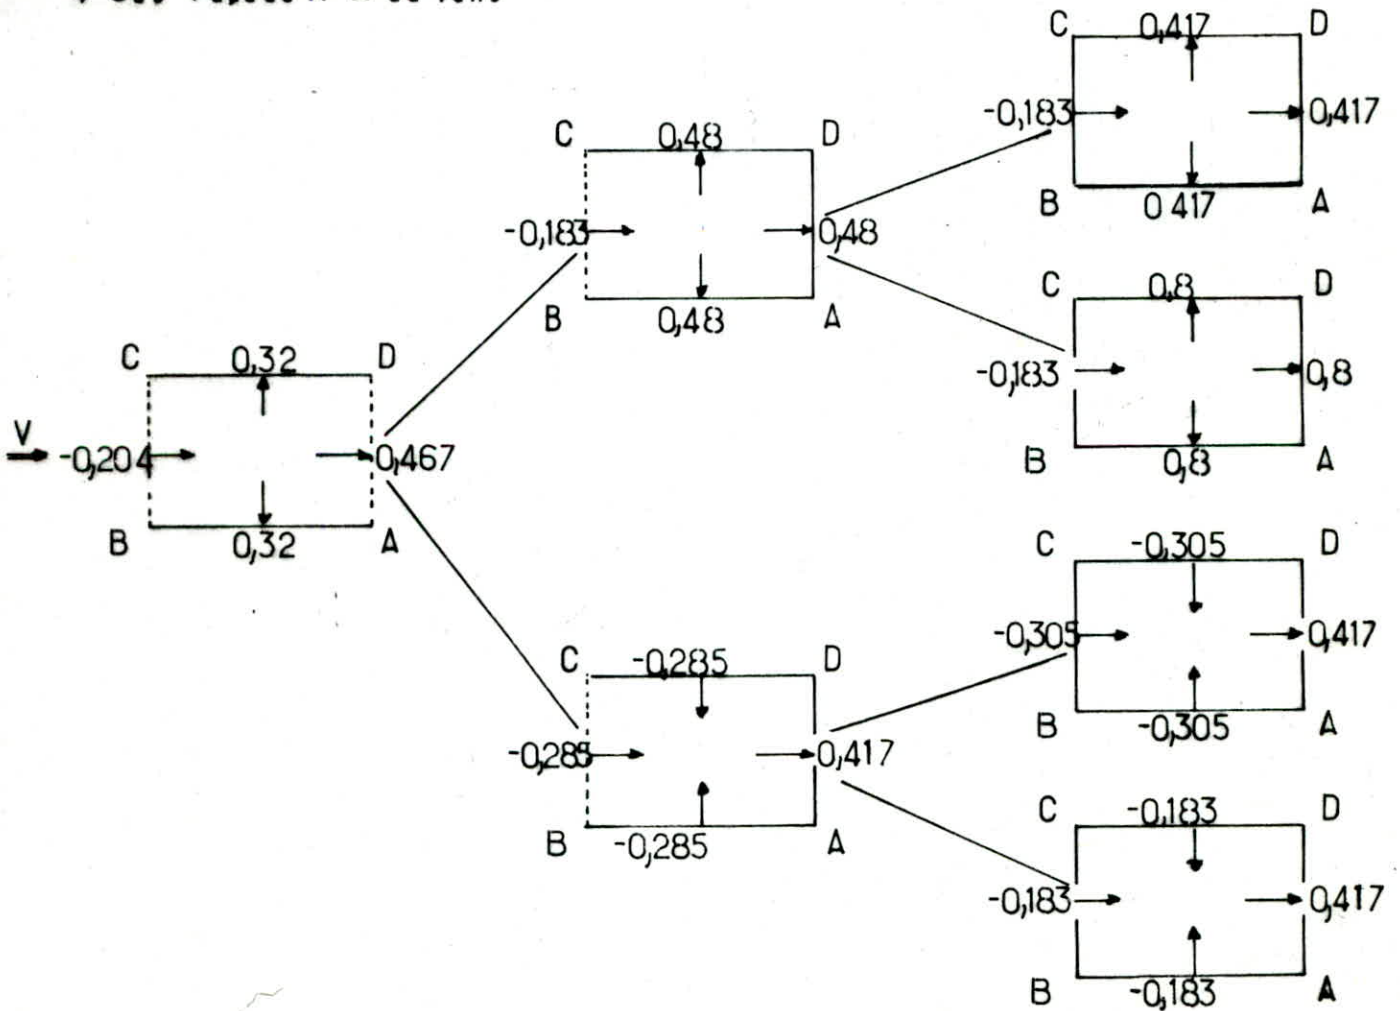 C 0,417 D
-0,183 0,417
B 0 417 A
C 0,48 D
-0,183 0,48
B 0,48 A
C 0,8 D
-0,183 0,8
B 0,8 A
C 0,32 D
V -0,204 0,467
B 0,32 A
C -0,305 D
-0,305 0,417
B -0,305 A
C -0,285 D
-0,285 0,417
B -0,285 A
C -0,183 D
-0,183 0,417
B -0,183 A